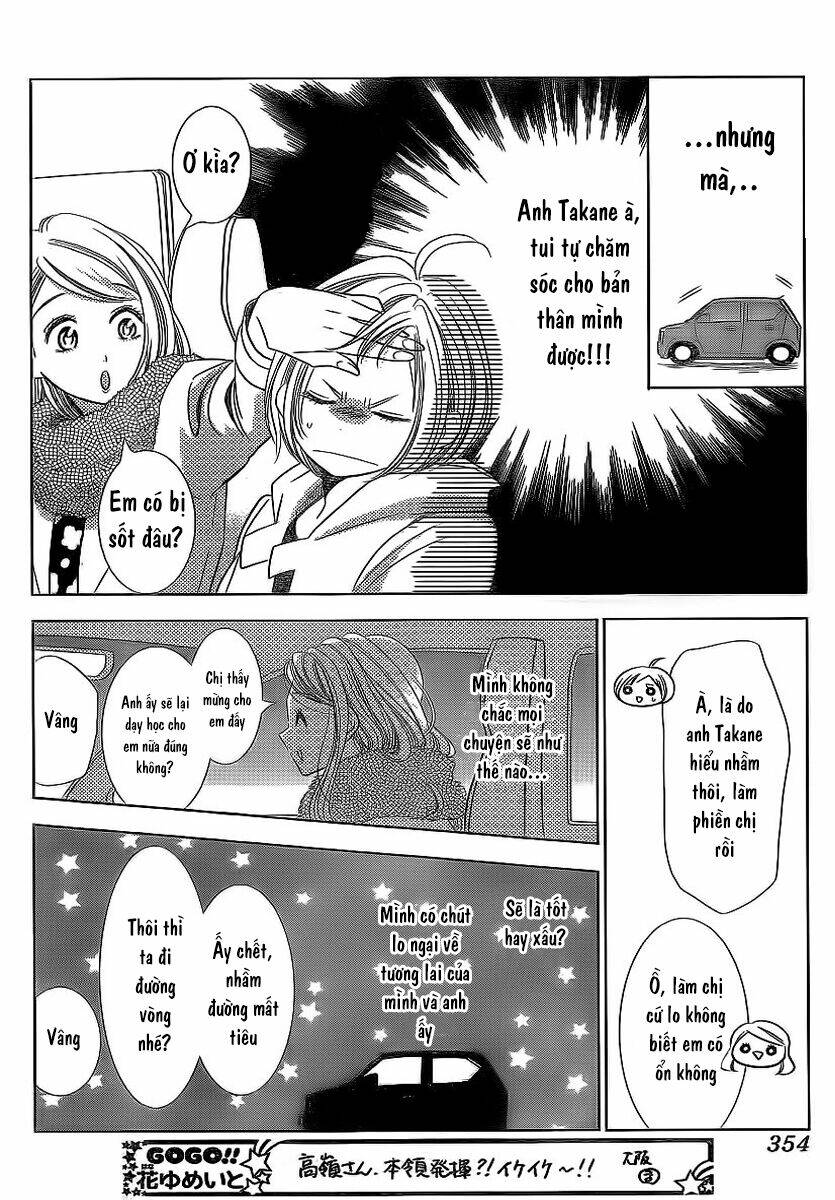 ...nhưng
mà,..
Anh Takane à,
tui tự chăm
sóc cho bản
thân mình
được!!!
Ơ kìa?
Em có bị
sốt đâu?
À, là do
anh Takane
hiểu nhầm
thôi, làm
phiền chị
rồi
Ồ, làm chị
cứ lo không
biết em có
ổn không
Mình không
chắc mọi
chuyện sẽ như
thế nào...
Chị thấy
mừng cho
em đấy
Anh ấy sẽ lại
dạy học cho
em nữa đúng
không?
Vâng
Sẽ là tốt
hay xấu?
Mình có chút
lo ngại về
tương lai của
mình và anh
ấy
Ấy chết,
nhầm
đường mất
tiêu
Thôi thì
ta đi
đường
vòng
nhé?
Vâng
354
GOGO!!
花ゆめいと
高嶺さん、本領発揮?!イケイケ〜!!
大阪